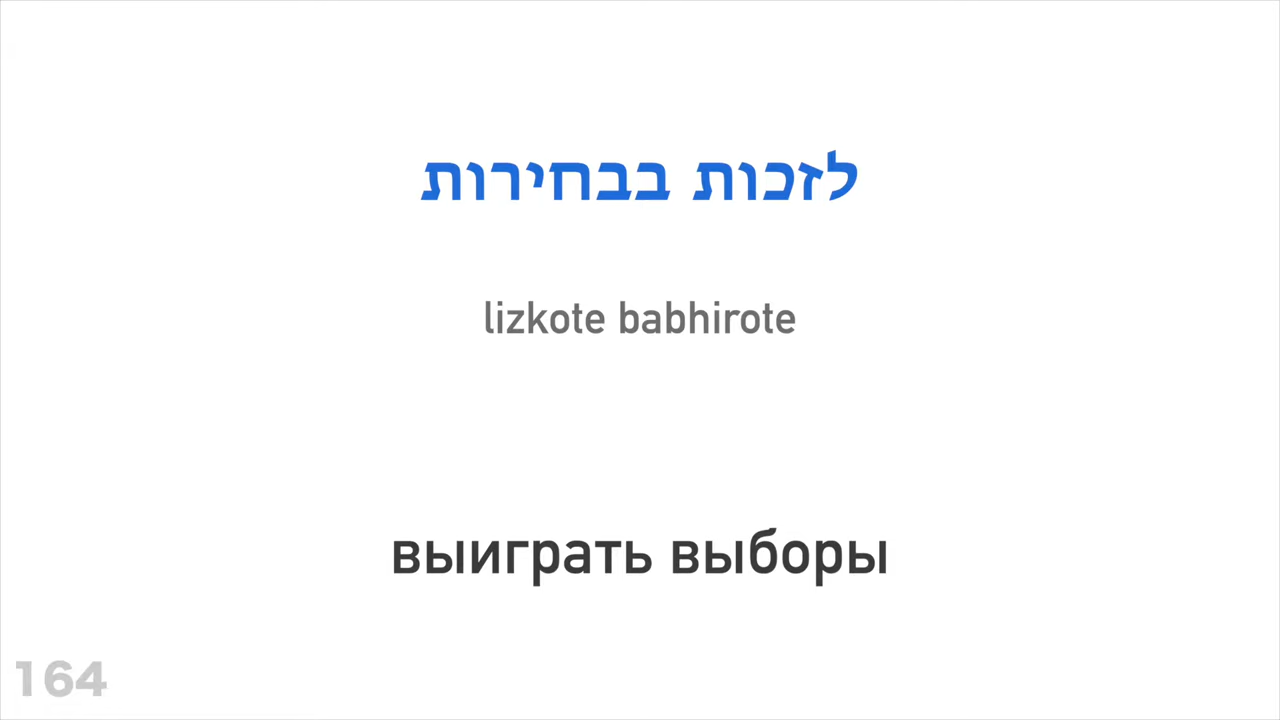 לזכות בבחירות
lizkote babhirote
выиграть выборы
164